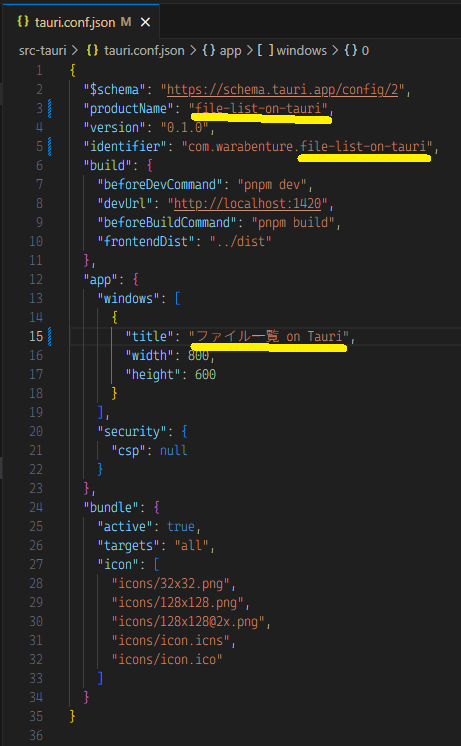 tauri.conf.json M
src-tauri > tauri.conf.json > { } app > [ ] windows > { } 0
1 {
2 "$schema": "https://schema.tauri.app/config/2",
3 "productName": "file-list-on-tauri",
4 "version": "0.1.0",
5 "identifier": "com.warabenture.file-list-on-tauri",
6 "build": {
7 "beforeDevCommand": "pnpm dev",
8 "devUrl": "http://localhost:1420",
9 "beforeBuildCommand": "pnpm build",
10 "frontendDist": "../dist"
11 },
12 "app": {
13 "windows": [
14 {
15 "title": "ファイル一覧 on Tauri",
16 "width": 800,
17 "height": 600
18 }
19 ],
20 "security": {
21 "csp": null
22 }
23 },
24 "bundle": {
25 "active": true,
26 "targets": "all",
27 "icon": [
28 "icons/32x32.png",
29 "icons/128x128.png",
30 "icons/128x128@2x.png",
31 "icons/icon.icns",
32 "icons/icon.ico"
33 ]
34 }
35 }
36